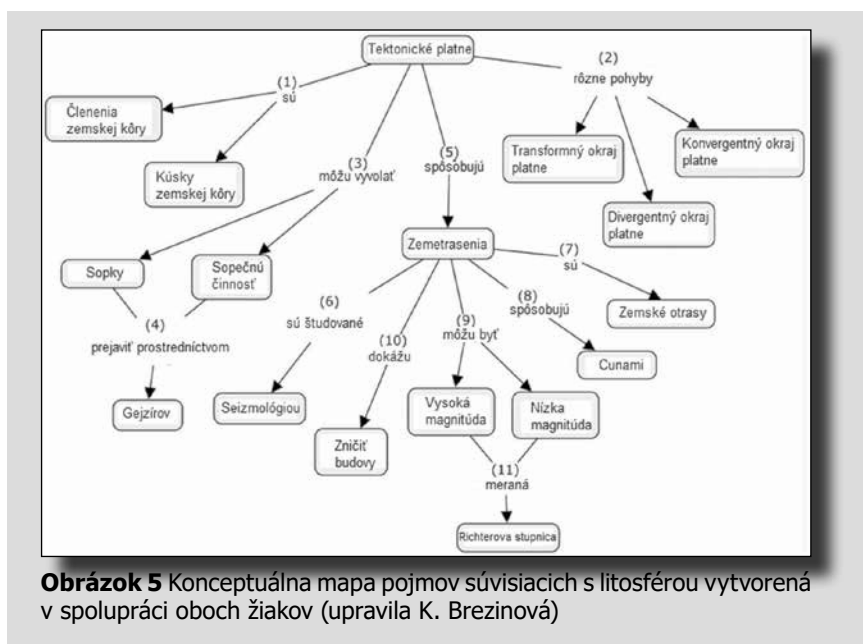 Tektonické platne
(1)
sú
(2)
rôzne pohyby
Členenia
zemskej kôry
Kúsky
zemskej kôry
(3)
môžu vyvolať
(5)
spôsobujú
Transformný okraj
platne
Konvergentný okraj
platne
Divergentný okraj
platne
Sopky
Sopečnú
činnosť
Zemetrasenia
(7)
sú
(4)
prejaviť prostredníctvom
(6)
sú študované
(10)
dokážu
(9)
môžu byť
(8)
spôsobujú
Zemské otrasy
Cunami
Gejzírov
Seizmológiou
Zničiť
budovy
Vysoká
magnitúda
Nízka
magnitúda
(11)
meraná
Richterova stupnica
Obrázok 5 Konceptuálna mapa pojmov súvisiacich s litosférou vytvorená
v spolupráci oboch žiakov (upravila K. Brezinová)